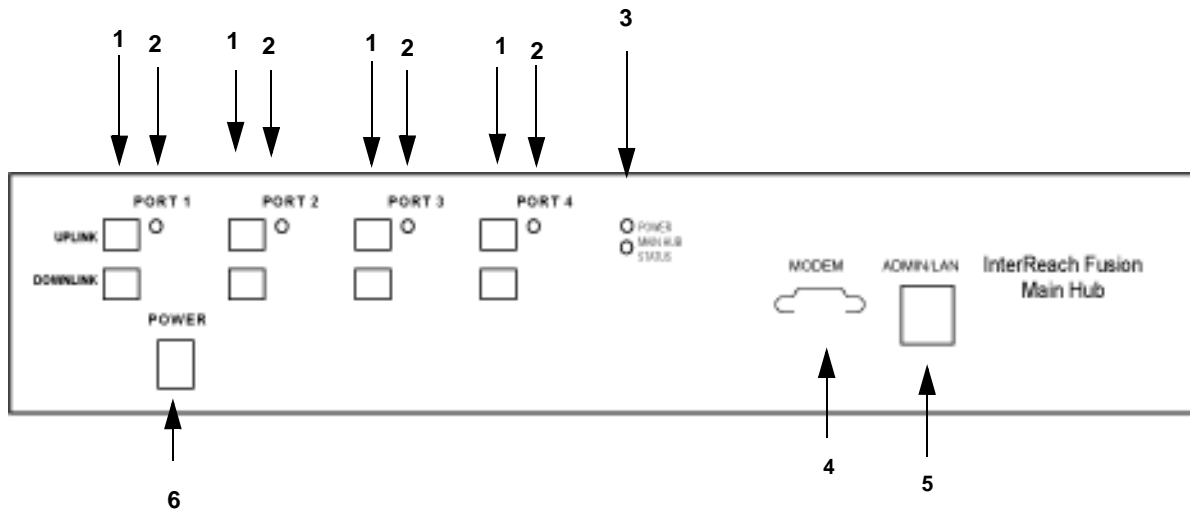 1 2 1 2 1 2 1 2 3
PORT 1 PORT 2 PORT 3 PORT 4
UPLINK
POWER
MAIN HUB
STATUS
DOWNLINK
MODEM
ADMIN/LAN
InterReach Fusion
Main Hub
POWER
4
5
6